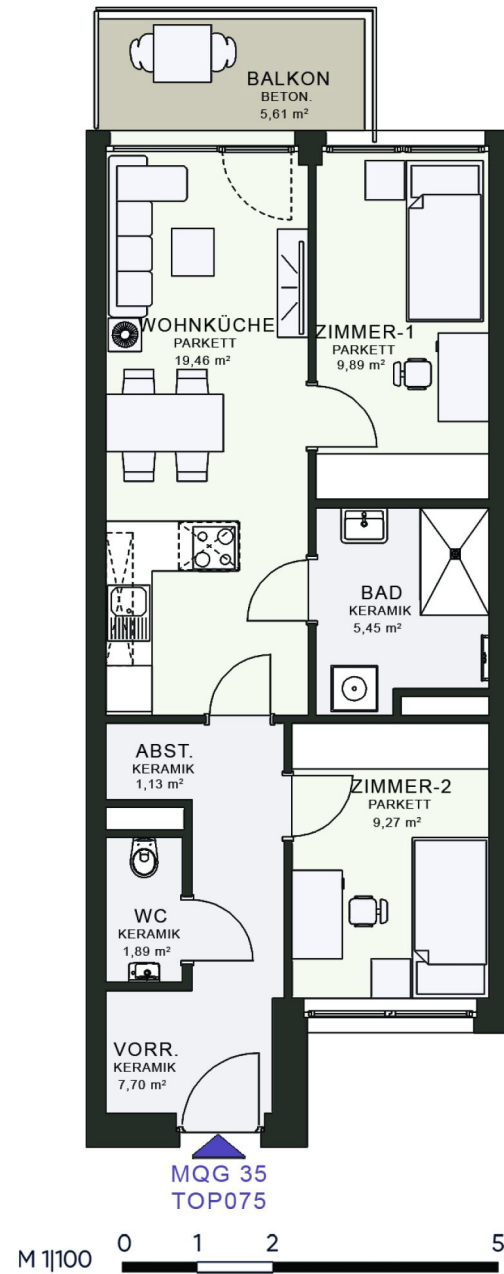 BALKON
BETON.
5,61 m²
WOHNKÜCHE
PARKETT
19,46 m²
ZIMMER-1
PARKETT
9,89 m²
BAD
KERAMIK
5,45 m²
ABST.
KERAMIK
1,13 m²
ZIMMER-2
PARKETT
9,27 m²
WC
KERAMIK
1,89 m²
VORR.
KERAMIK
7,70 m²
MQG 35
TOP075
M 1|100 0 1 2 5